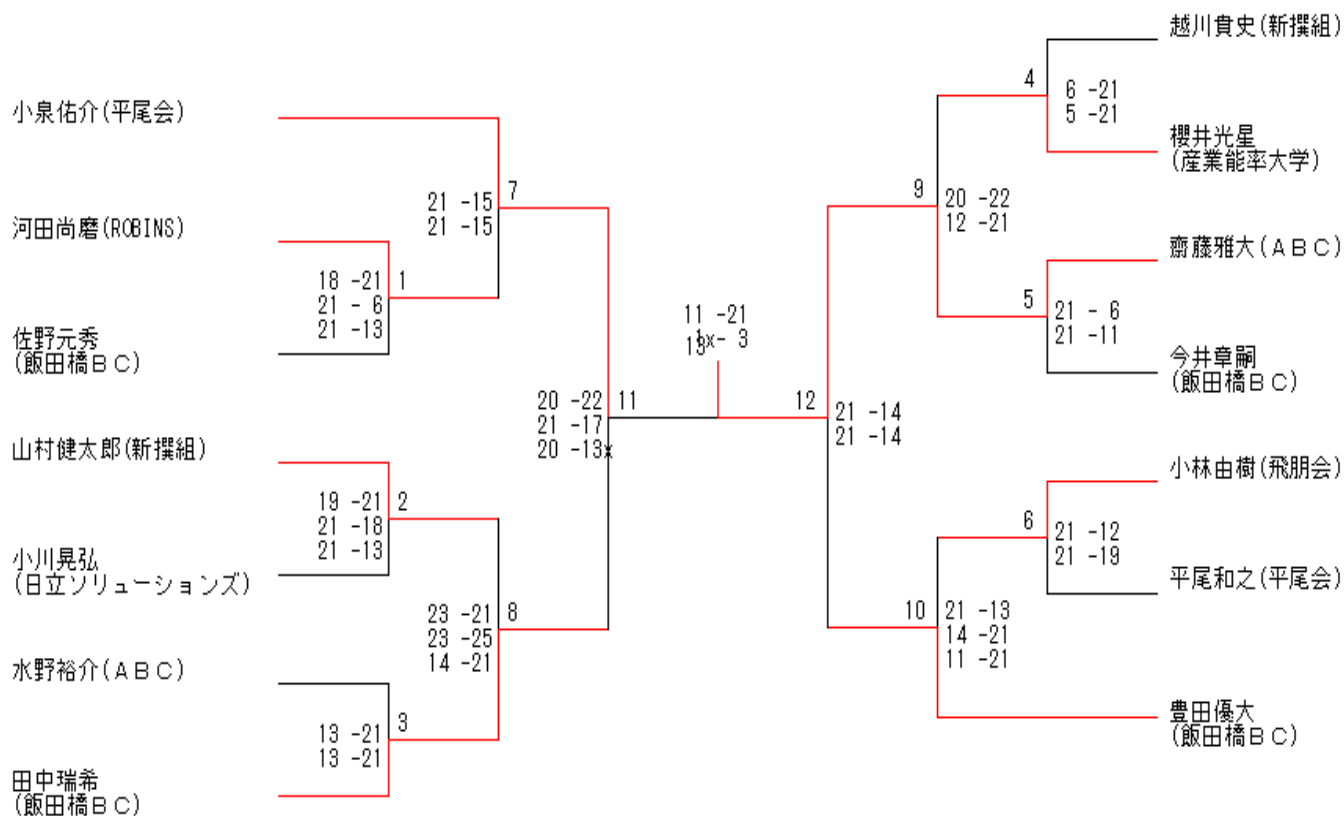 小泉佑介(平尾会)
河田尚磨(ROBINS)
佐野元秀
(飯田橋ＢＣ)
山村健太郎(新撰組)
小川晃弘
(日立ソリューションズ)
水野裕介(ＡＢＣ)
田中瑞希
(飯田橋ＢＣ)
18 -21
21 - 6
21 -13
1
19 -21
21 -18
21 -13
2
13 -21
13 -21
3
21 -15
21 -15
7
23 -21
23 -25
14 -21
8
20 -22
21 -17
20 -13x
11
11 -21
12
21 -14
21 -14
9
20 -22
12 -21
10
21 -13
14 -21
11 -21
4
6 -21
5 -21
5
21 - 6
21 -11
6
21 -12
21 -19
越川貴史(新撰組)
櫻井光星
(産業能率大学)
齋藤雅大(ＡＢＣ)
今井章嗣
(飯田橋ＢＣ)
小林由樹(飛朋会)
平尾和之(平尾会)
豊田優大
(飯田橋ＢＣ)